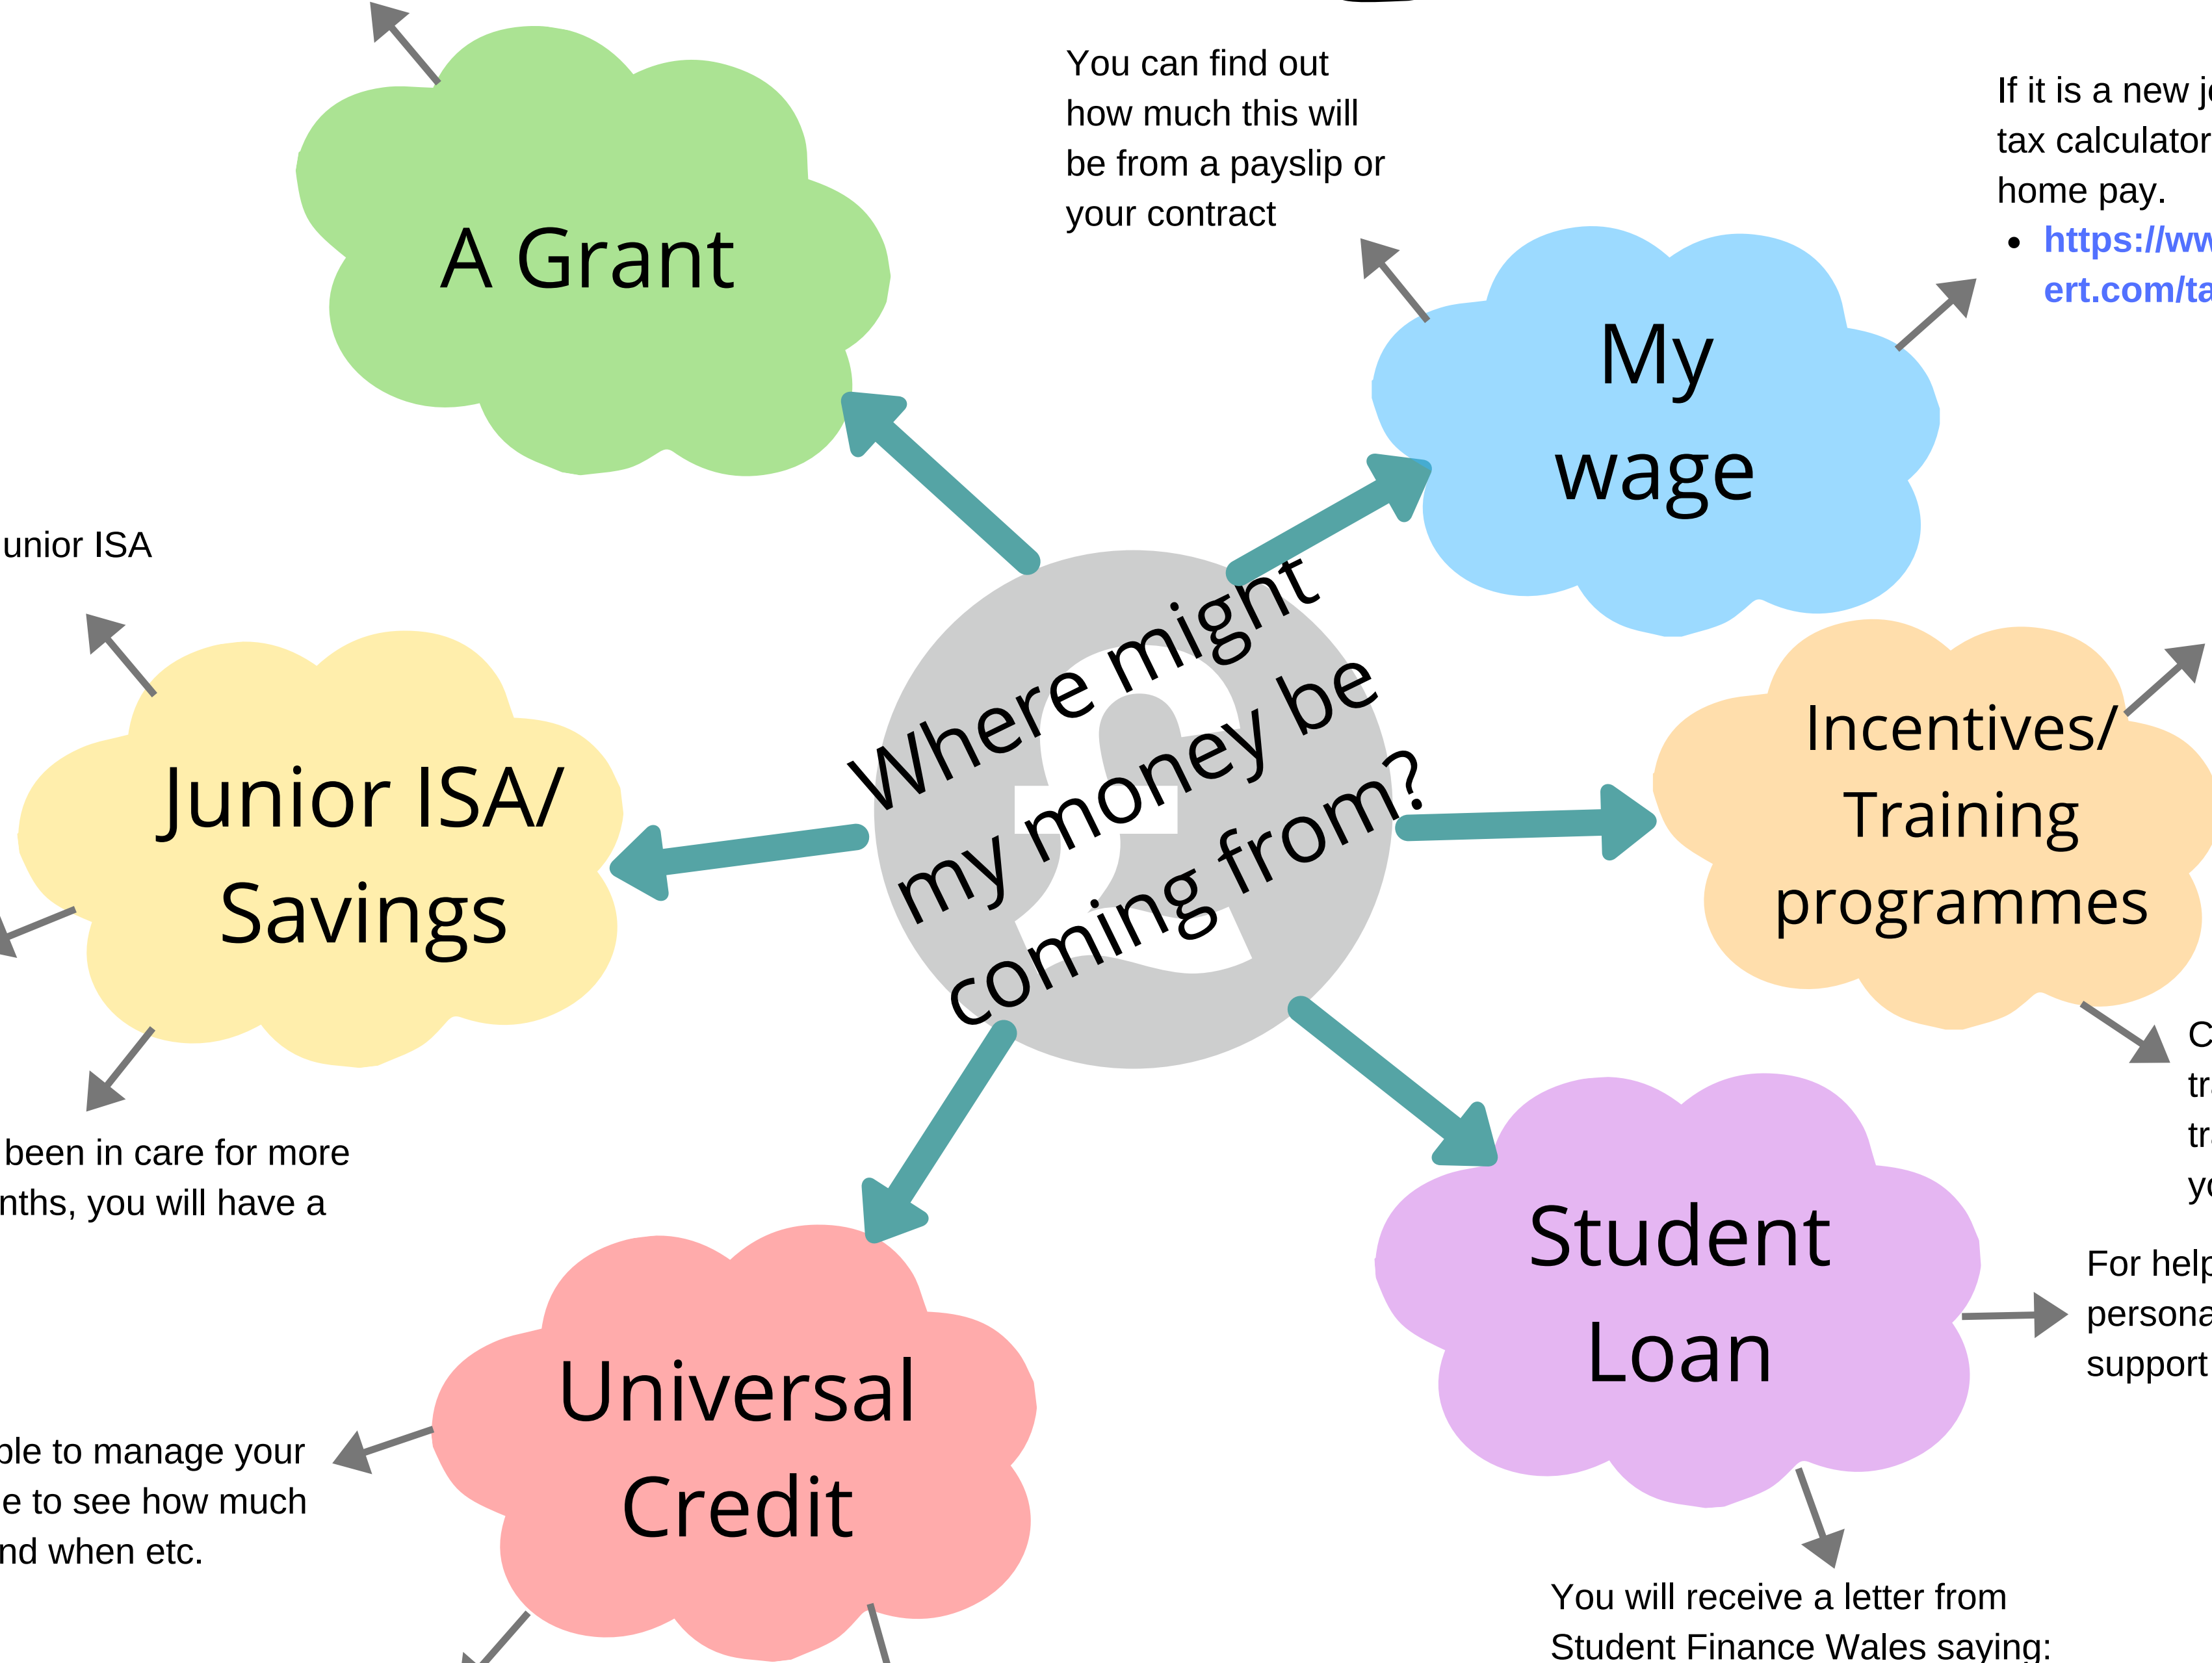 You can find out
how much this will
be from a payslip or
your contract
If it is a new
tax calculator
home pay.
• https://ww
ert.com/ta
A Grant
My
wage
unior ISA
Where might
my money be
coming from?
Junior ISA/
Savings
Incentives/
Training
programmes
been in care for more
nths, you will have a
Student
Loan
For help
persona
support
Universal
Credit
ble to manage your
e to see how much
nd when etc.
You will receive a letter from
Student Finance Wales saying: